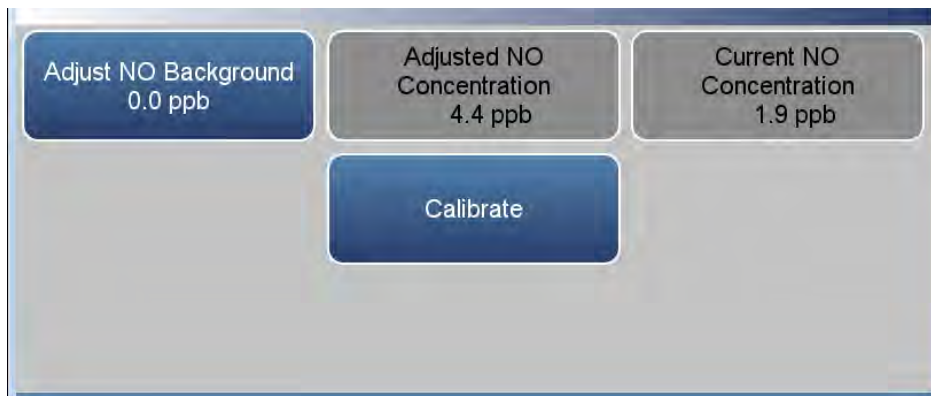 Adjust NO Background
0.0 ppb
Adjusted NO
Concentration
4.4 ppb
Current NO
Concentration
1.9 ppb
Calibrate